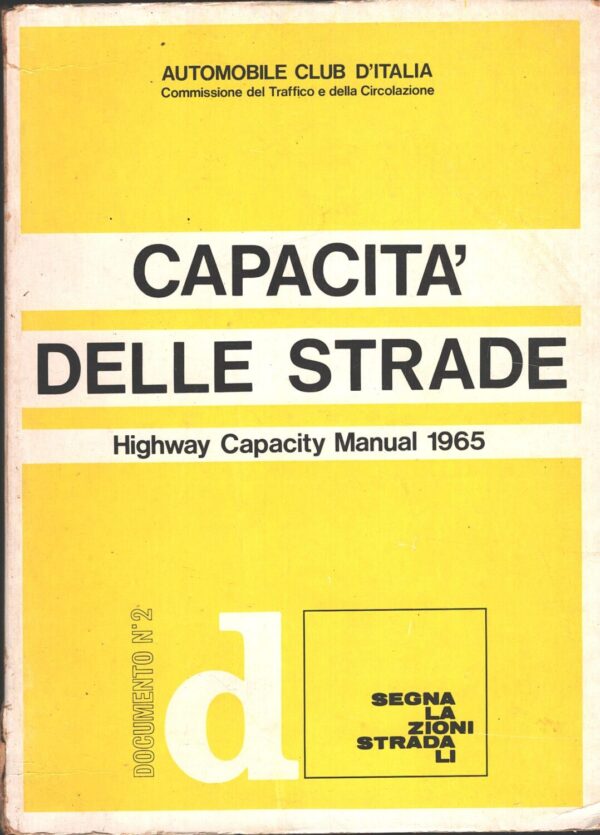 AUTOMOBILE CLUB D'ITALIA
Commissione del Traffico e della Circolazione
CAPACITA'
DELLE STRADE
Highway Capacity Manual 1965
DOCUMENTO N°2
d
SEGNA
LA
ZIONI
STRADA
LI